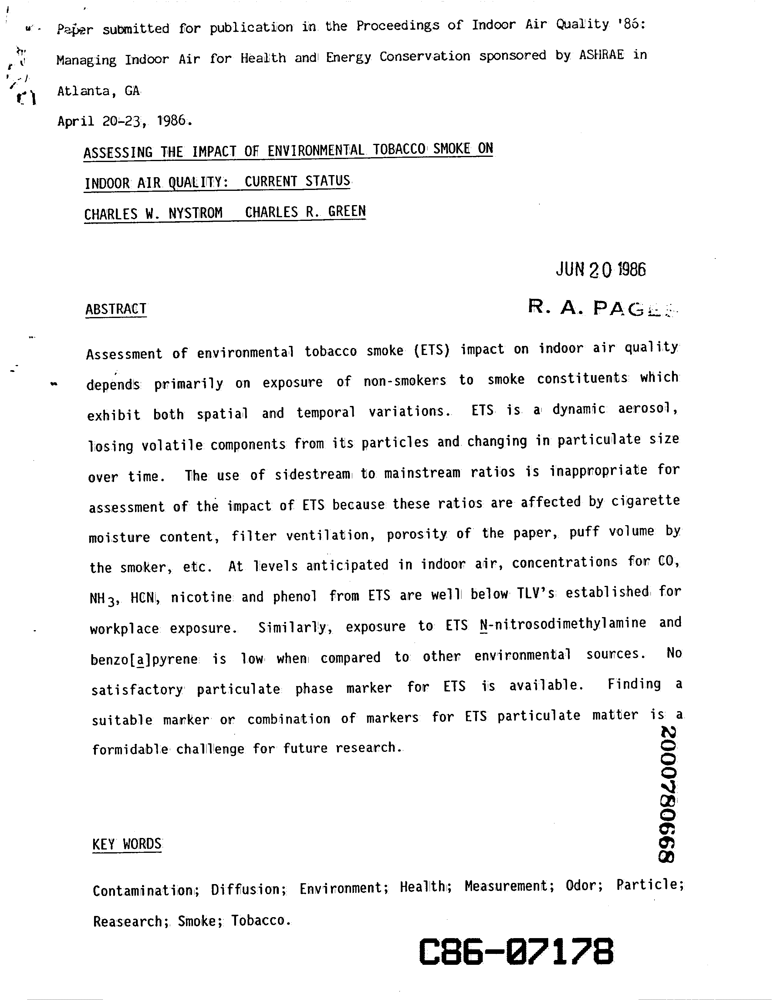 Paper submitted for publication in the Proceedings of Indoor Air Quality '86:
Managing Indoor Air for Health and Energy Conservation sponsored by ASHRAE in
Atlanta, GA
April 20-23, 1986.
ASSESSING THE IMPACT OF ENVIRONMENTAL TOBACCO SMOKE ON
INDOOR AIR QUALITY: CURRENT STATUS
CHARLES W. NYSTROM CHARLES R. GREEN
JUN 20 1986
ABSTRACT
R. A. PAGES
Assessment of environmental tobacco smoke (ETS) impact on indoor air quality
depends primarily on exposure of non-smokers to smoke constituents which
exhibit both spatial and temporal variations. ETS is a dynamic aerosol,
losing volatile components from its particles and changing in particulate size
over time. The use of sidestream to mainstream ratios is inappropriate for
assessment of the impact of ETS because these ratios are affected by cigarette
moisture content, filter ventilation, porosity of the paper, puff volume by
the smoker, etc. At levels anticipated in indoor air, concentrations for CO,
NH3, HCN, nicotine and phenol from ETS are well below TLV's established for
workplace exposure. Similarly, exposure to ETS N-nitrosodimethylamine and
benzo[a]pyrene is low when compared to other environmental sources. No
satisfactory particulate phase marker for ETS is available. Finding a
suitable marker or combination of markers for ETS particulate matter is a
formidable challenge for future research.
2000780668
KEY WORDS
Contamination; Diffusion; Environment; Health; Measurement; Odor; Particle;
Reasearch; Smoke; Tobacco.
C86-07178